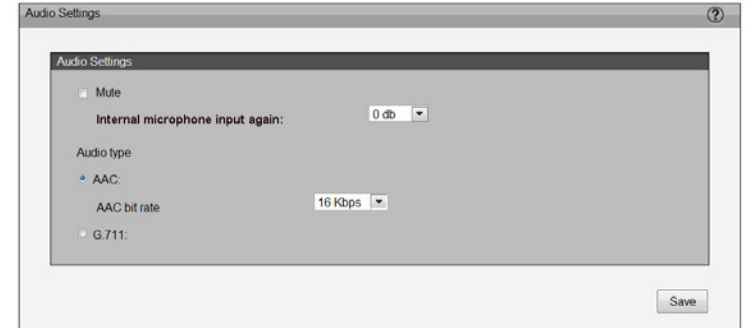 Audio Settings
?
Audio Settings
Mute
Internal microphone input again: 0 db
Audio type
AAC:
AAC bit rate 16 Kbps
G.711:
Save